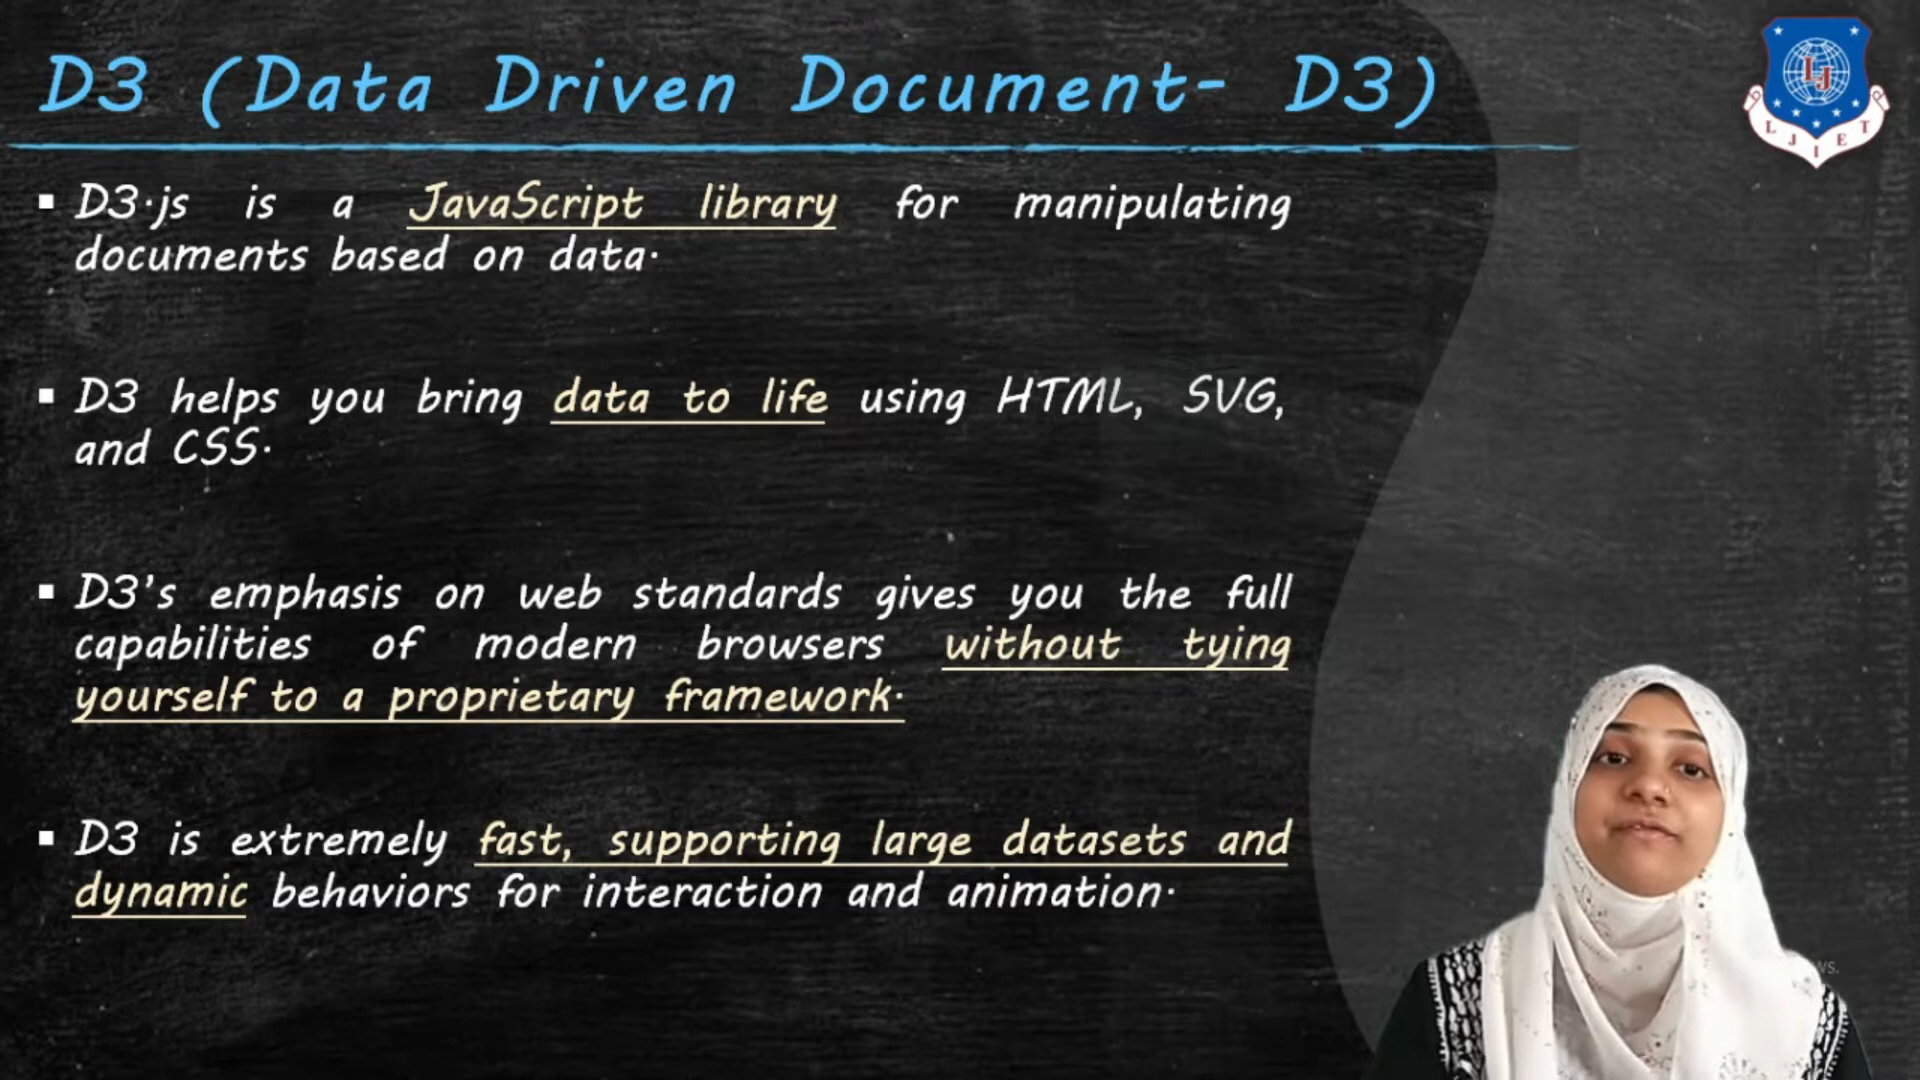 D3 (Data Driven Document- D3)
LJ
L J I E T
▪ D3.js is a JavaScript library for manipulating
documents based on data.
▪ D3 helps you bring data to life using HTML, SVG,
and CSS.
▪ D3's emphasis on web standards gives you the full
capabilities of modern browsers without tying
yourself to a proprietary framework.
▪ D3 is extremely fast, supporting large datasets and
dynamic behaviors for interaction and animation.